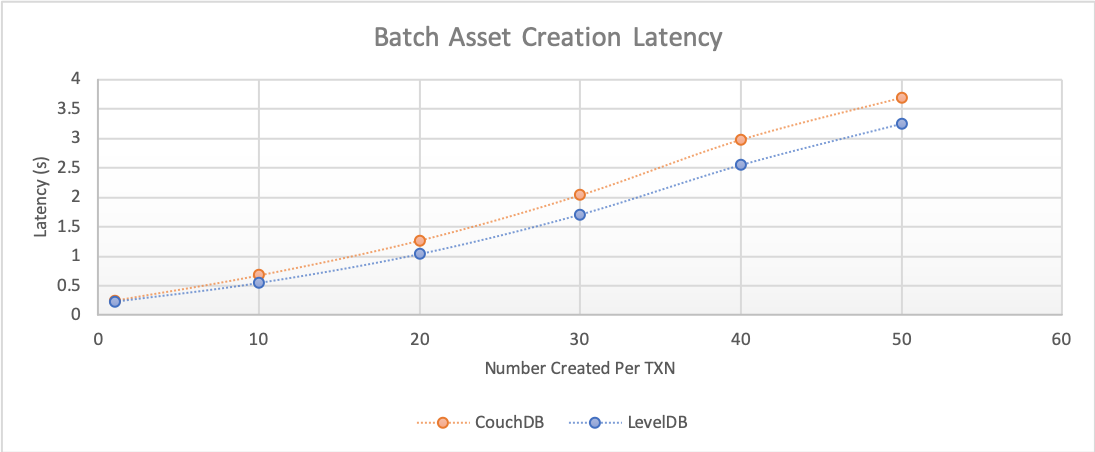 Batch Asset Creation Latency
4
3.5
3
2.5
2
1.5
1
0.5
0
Latency (s)
0 10 20 30 40 50 60
Number Created Per TXN
CouchDB LevelDB